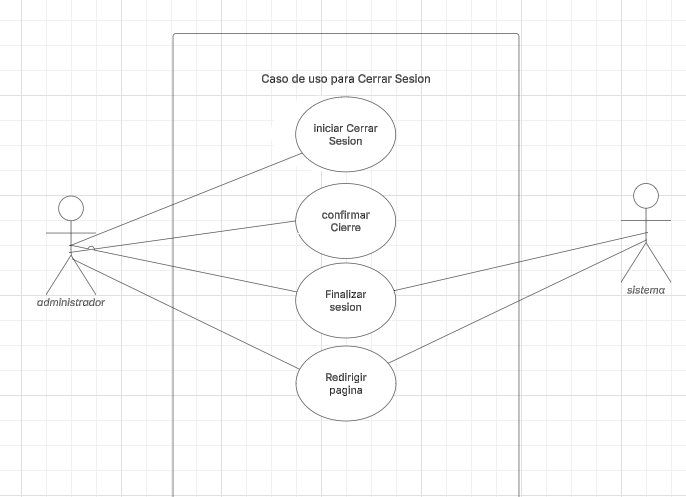 Caso de uso para Cerrar Sesion
iniciar Cerrar
Sesion
confirmar
Cierre
Finalizar
sesion
Redirigir
pagina
administrador
sistema